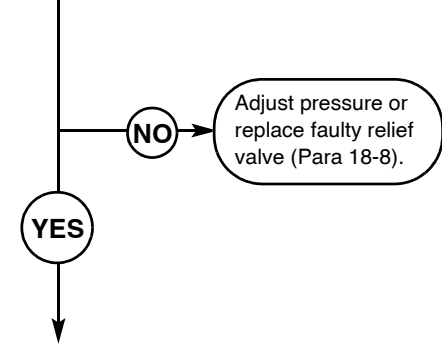 NO
Adjust pressure or
replace faulty relief
valve (Para 18-8).
YES